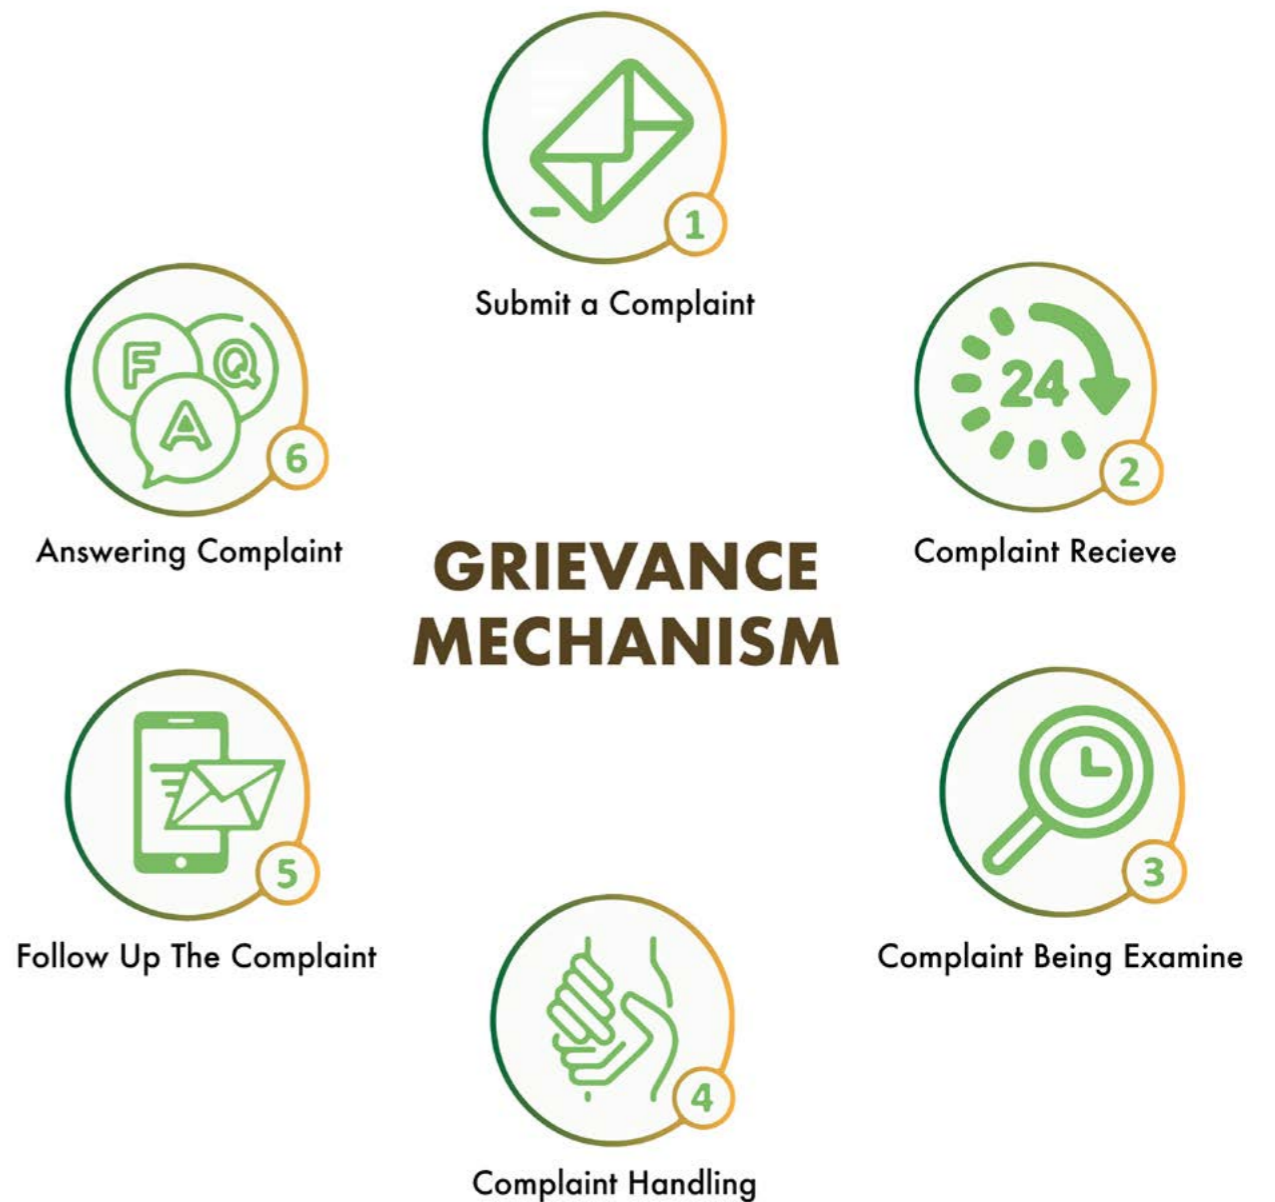 GRIEVANCE
MECHANISM
1
Submit a Complaint
24
2
Complaint Recieve
3
Complaint Being Examine
4
Complaint Handling
5
Follow Up The Complaint
F Q
A
6
Answering Complaint